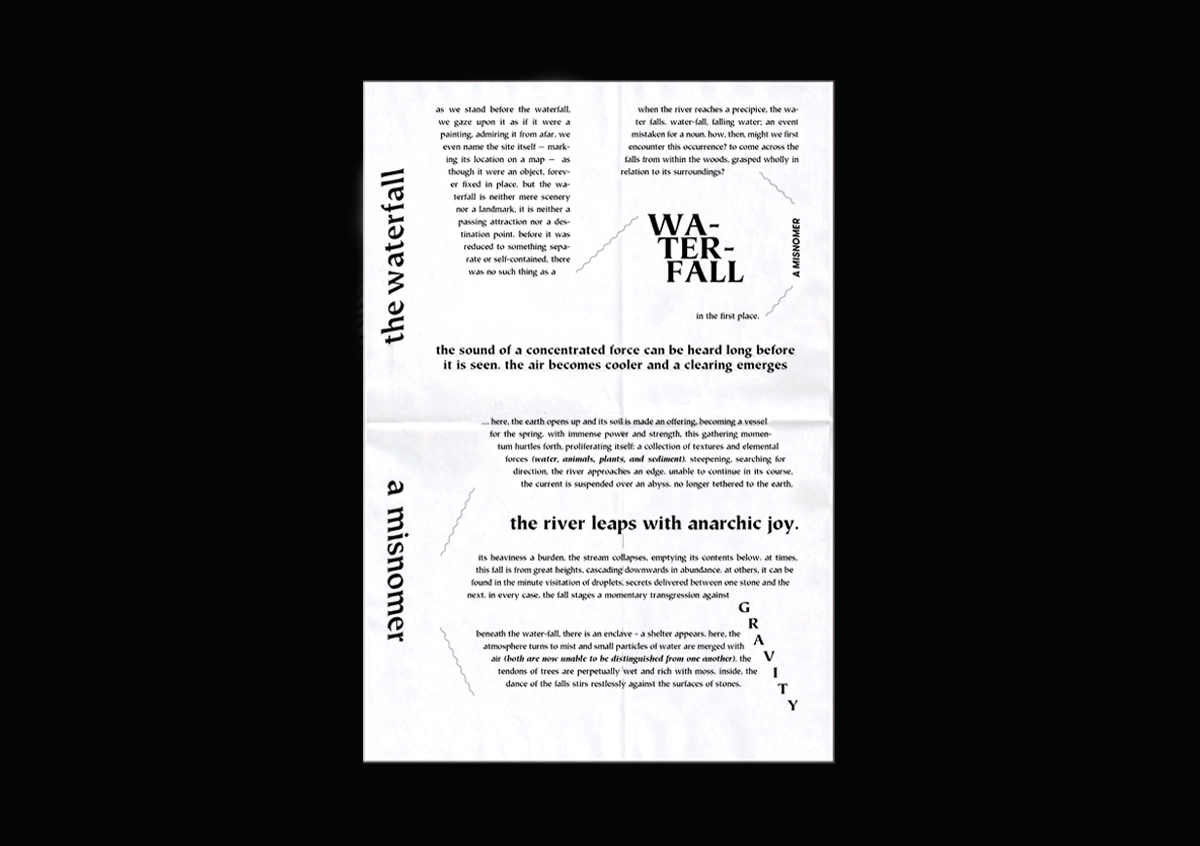 the waterfall
as we stand before the waterfall,
we gaze upon it as if it were a
painting, admiring it from afar. we
even name the site itself – mark-
ing its location on a map – as
though it were an object, forev-
er fixed in place. but the wa-
terfall is neither mere scenery
nor a landmark, it is neither a
passing attraction nor a des-
tination point. before it was
reduced to something sepa-
rate or self-contained, there
was no such thing as a
WA-
TER-
FALL
in the first place.
when the river reaches a precipice, the wa-
ter falls. water-fall, falling water; an event
mistaken for a noun. how, then, might we first
encounter this occurrence? to come across the
falls from within the woods, grasped wholly in
relation to its surroundings?
A MISNOMER
the sound of a concentrated force can be heard long before
it is seen. the air becomes cooler and a clearing emerges
a misnomer
... here, the earth opens up and its soil is made an offering, becoming a vessel
for the spring. with immense power and strength, this gathering momen-
tum hurtles forth, proliferating itself: a collection of textures and elemental
forces (water, animals, plants, and sediment). steepening, searching for
direction, the river approaches an edge. unable to continue in its course,
the current is suspended over an abyss. no longer tethered to the earth,
the river leaps with anarchic joy.
its heaviness a burden, the stream collapses, emptying its contents below. at times,
this fall is from great heights, cascading downwards in abundance. at others, it can be
found in the minute visitation of droplets; secrets delivered between one stone and the
next. in every case, the fall stages a momentary transgression against
G
R
A
V
I
T
Y
beneath the water-fall, there is an enclave - a shelter appears. here, the
atmosphere turns to mist and small particles of water are merged with
air (both are now unable to be distinguished from one another). the
tendons of trees are perpetually wet and rich with moss. inside, the
dance of the falls stirs restlessly against the surfaces of stones.